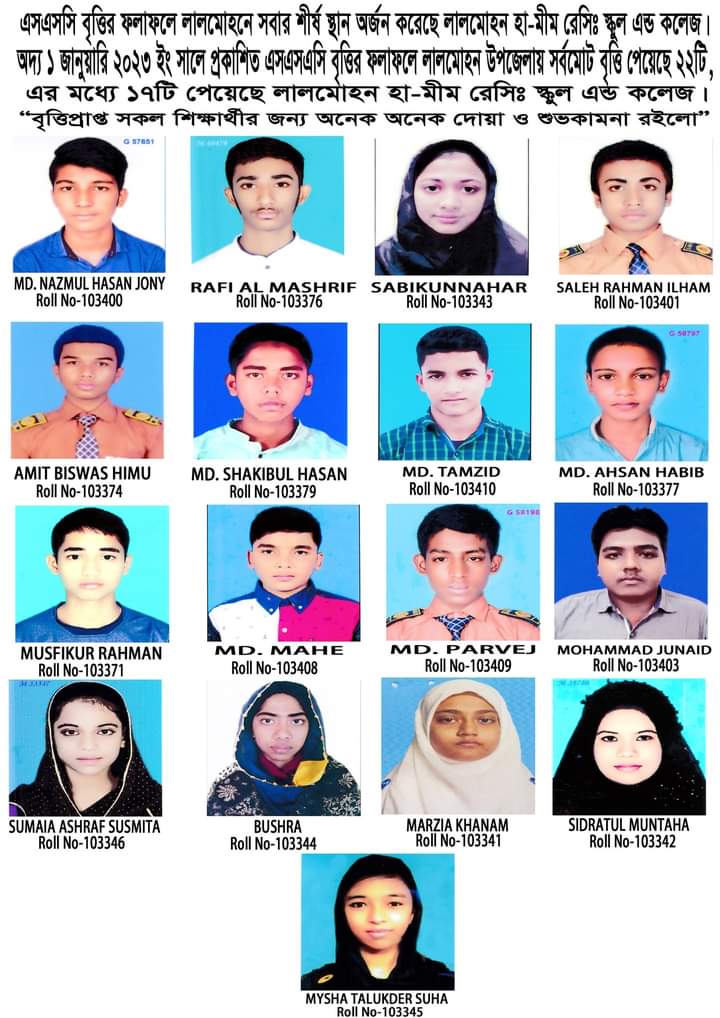 এসএসসি বৃত্তির ফলাফলে লালমোহনে সবার শীর্ষ স্থান অর্জন করেছে লালমোহন হা-মীম রেসিঃ স্কুল এন্ড কলেজ।
অদ্য ১ জানুয়ারি ২০২৩ ইং সালে প্রকাশিত এসএসএসি বৃত্তির ফলাফলে লালমোহন উপজেলায় সর্বমোট বৃত্তি পেয়েছে ২২টি,
এর মধ্যে ১৭টি পেয়েছে লালমোহন হা-মীম রেসিঃ স্কুল এন্ড কলেজ।
“বৃত্তিপ্রাপ্ত সকল শিক্ষার্থীর জন্য অনেক অনেক দোয়া ও শুভকামনা রইলো”
G 57851
MD. NAZMUL HASAN JONY RAFI AL MASHRIF SABIKUNNAHAR SALEH RAHMAN ILHAM
Roll No-103400 Roll No-103376 Roll No-103343 Roll No-103401
G 58797
AMIT BISWAS HIMU MD. SHAKIBUL HASAN MD. TAMZID MD. AHSAN HABIB
Roll No-103374 Roll No-103379 Roll No-103410 Roll No-103377
G 58198
MUSFIKUR RAHMAN MD. MAHE MD. PARVEJ MOHAMMAD JUNAID
Roll No-103371 Roll No-103408 Roll No-103409 Roll No-103403
SUMAIA ASHRAF SUSMITA BUSHRA MARZIA KHANAM SIDRATUL MUNTAHA
Roll No-103346 Roll No-103344 Roll No-103341 Roll No-103342
MYSHA TALUKDER SUHA
Roll No-103345